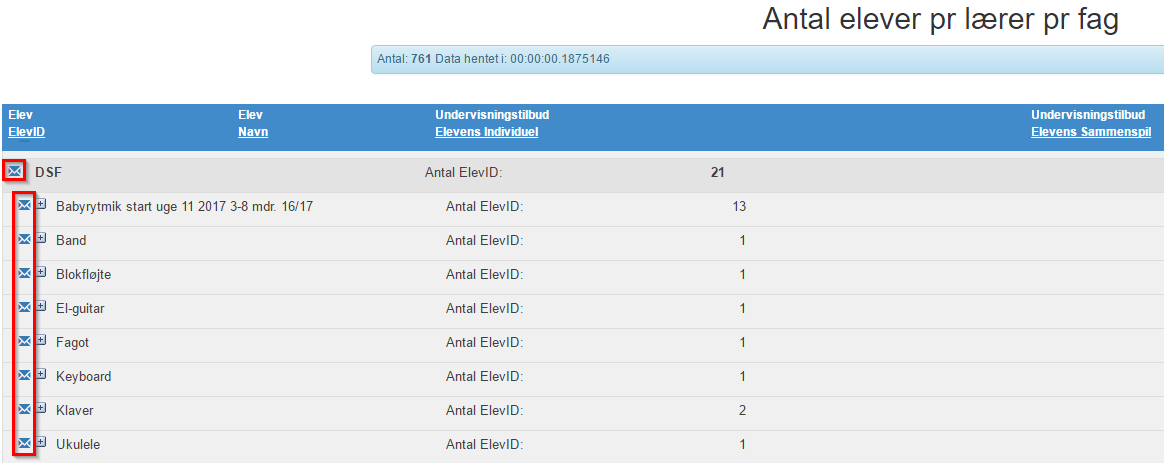 Antal elever pr lærer pr fag
Antal: 761 Data hentet i: 00:00:00.1875146
Elev Elev Undervisningstilbud Undervisningstilbud
ElevID Navn Elevens Individuel Elevens Sammenspil
DSF Antal ElevID: 21
Babyrytmik start uge 11 2017 3-8 mdr. 16/17 Antal ElevID: 13
Band Antal ElevID: 1
Blokfløjte Antal ElevID: 1
El-guitar Antal ElevID: 1
Fagot Antal ElevID: 1
Keyboard Antal ElevID: 1
Klaver Antal ElevID: 2
Ukulele Antal ElevID: 1